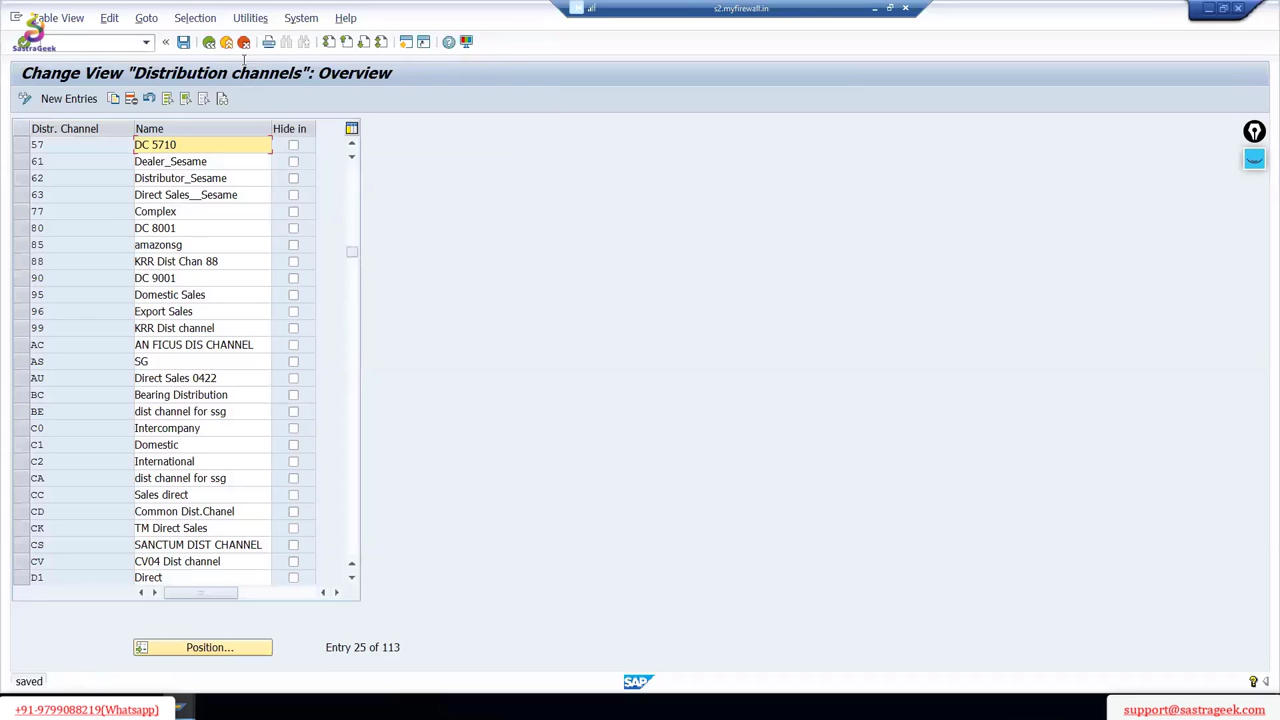 Table View Edit Goto Selection Utilities System Help
s2.myfirewall.in
SASTRAGEEK
Change View "Distribution channels": Overview
New Entries
Distr. Channel Name Hide in
57 DC 5710
61 Dealer_Sesame
62 Distributor_Sesame
63 Direct Sales__Sesame
77 Complex
80 DC 8001
85 amazonsg
88 KRR Dist Chan 88
90 DC 9001
95 Domestic Sales
96 Export Sales
99 KRR Dist channel
AC AN FICUS DIS CHANNEL
AS SG
AU Direct Sales 0422
BC Bearing Distribution
BE dist channel for ssg
C0 Intercompany
C1 Domestic
C2 International
CA dist channel for ssg
CC Sales direct
CD Common Dist.Chanel
CK TM Direct Sales
CS SANCTUM DIST CHANNEL
CV CV04 Dist channel
D1 Direct
Position... Entry 25 of 113
saved
SAP
+91-9799088219(Whatsapp) support@sastrageek.com